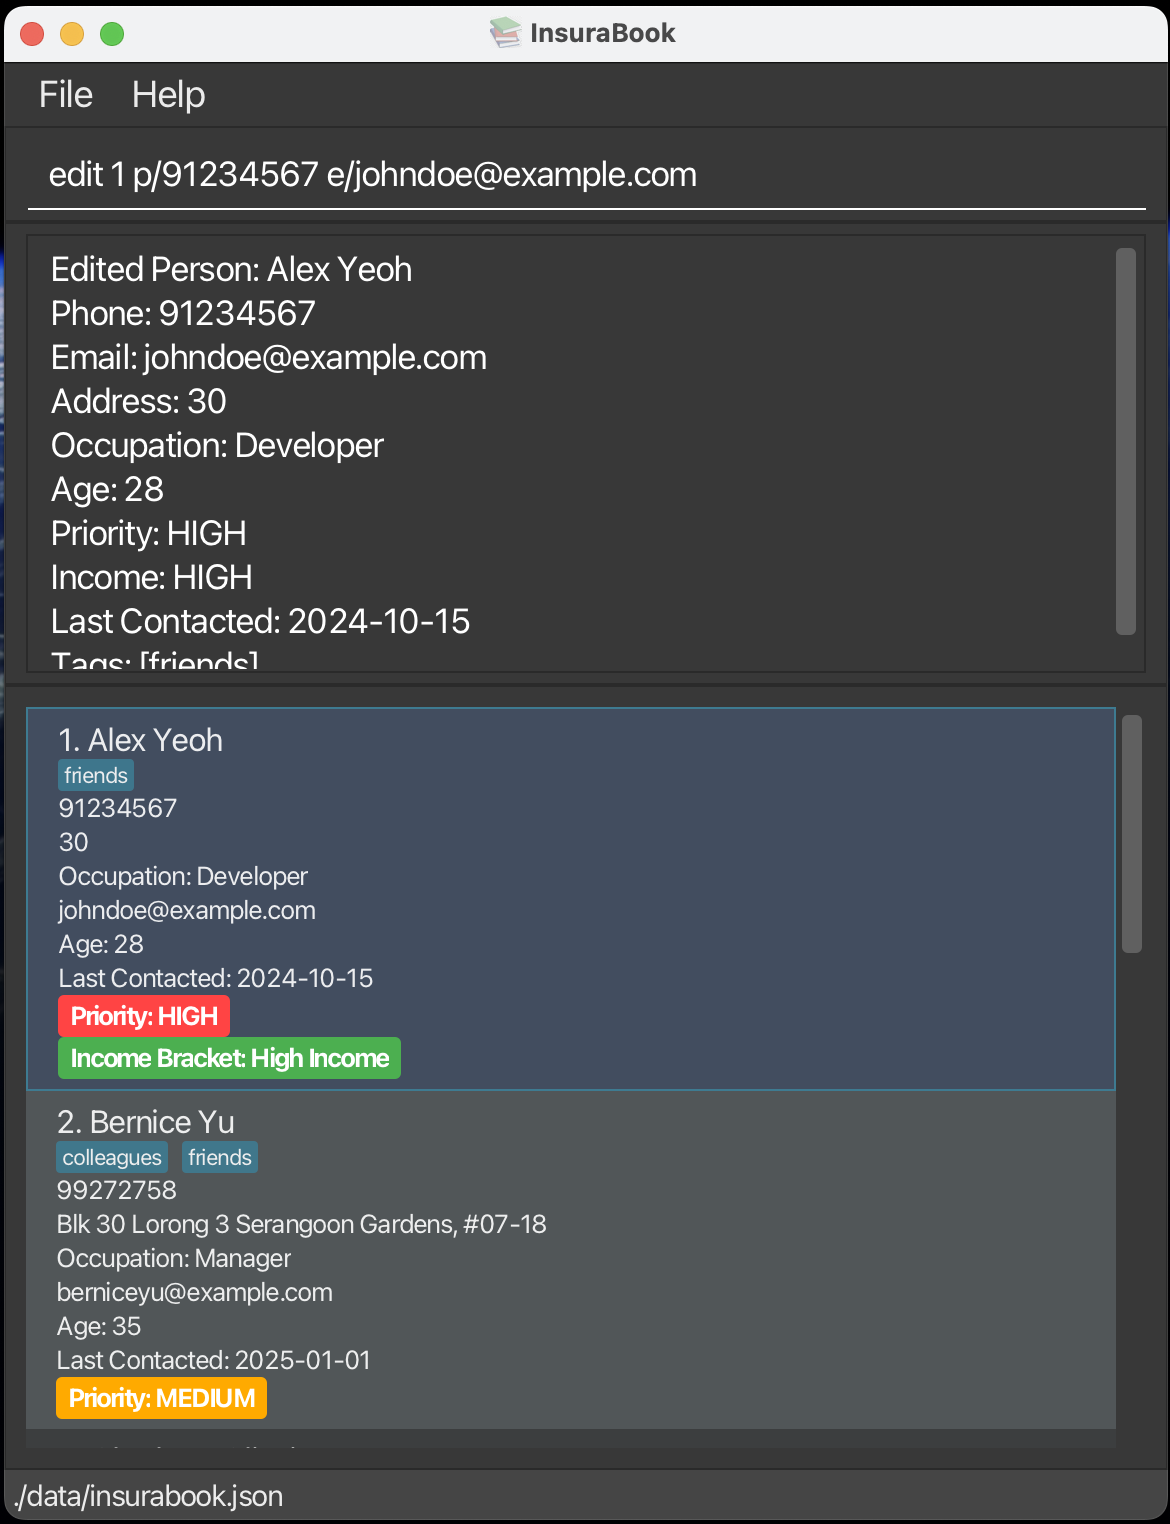 InsuraBook
File Help
edit 1 p/91234567 e/johndoe@example.com
Edited Person: Alex Yeoh
Phone: 91234567
Email: johndoe@example.com
Address: 30
Occupation: Developer
Age: 28
Priority: HIGH
Income: HIGH
Last Contacted: 2024-10-15
Tags: [friends]
1. Alex Yeoh
friends
91234567
30
Occupation: Developer
johndoe@example.com
Age: 28
Last Contacted: 2024-10-15
Priority: HIGH
Income Bracket: High Income
2. Bernice Yu
colleagues friends
99272758
Blk 30 Lorong 3 Serangoon Gardens, #07-18
Occupation: Manager
berniceyu@example.com
Age: 35
Last Contacted: 2025-01-01
Priority: MEDIUM
./data/insurabook.json